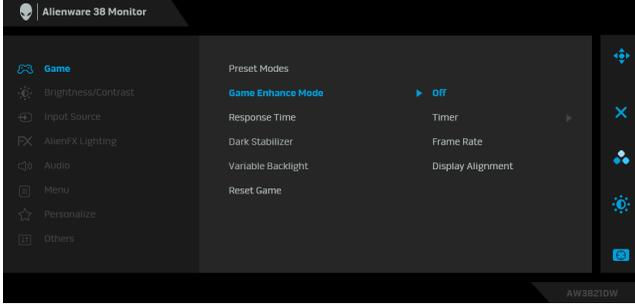 Alienware 38 Monitor
Game
Preset Modes
Brightness/Contrast
Game Enhance Mode
Off
Input Source
Response Time
Timer
AlienFX Lighting
Dark Stabilizer
Frame Rate
Audio
Variable Backlight
Display Alignment
Menu
Reset Game
Personalize
Others
AW3821DW